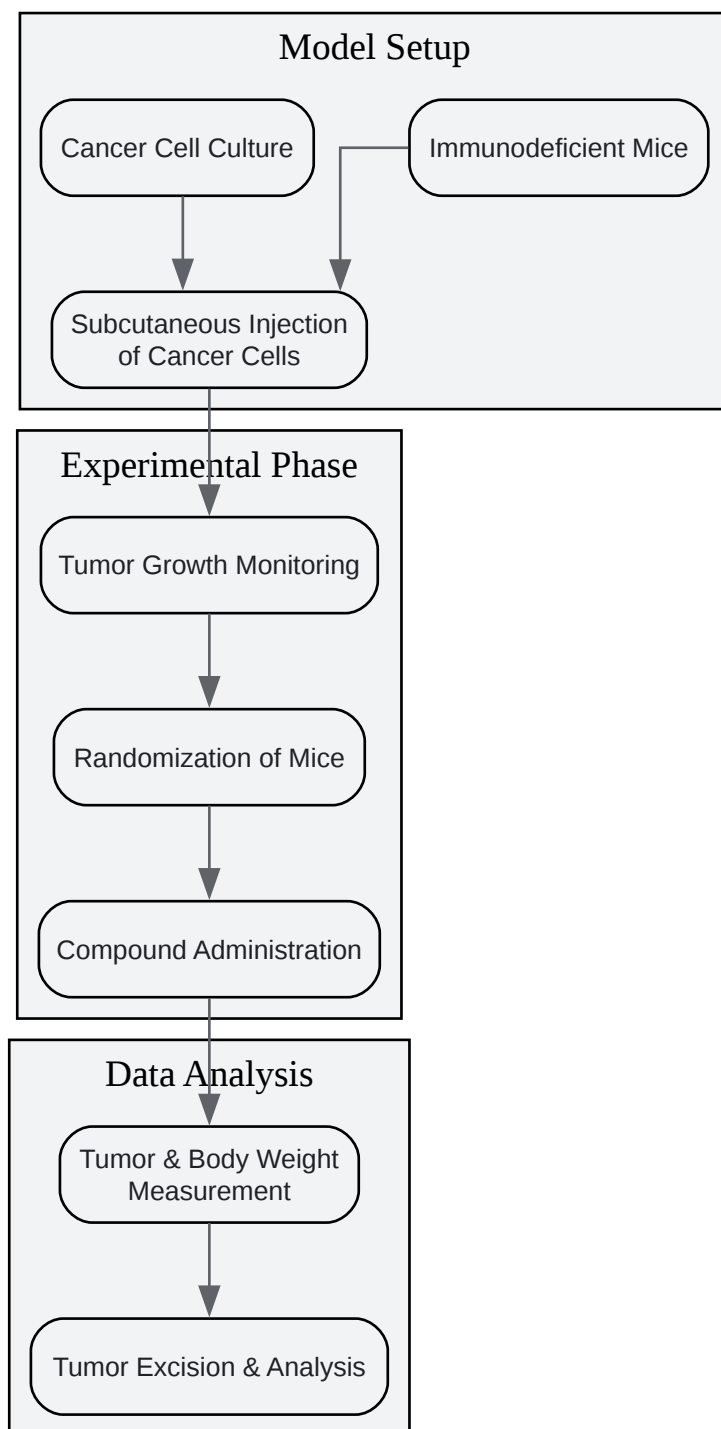 Model Setup
Cancer Cell Culture
Immunodeficient Mice
Subcutaneous Injection
of Cancer Cells
Experimental Phase
Tumor Growth Monitoring
Randomization of Mice
Compound Administration
Data Analysis
Tumor & Body Weight
Measurement
Tumor Excision & Analysis